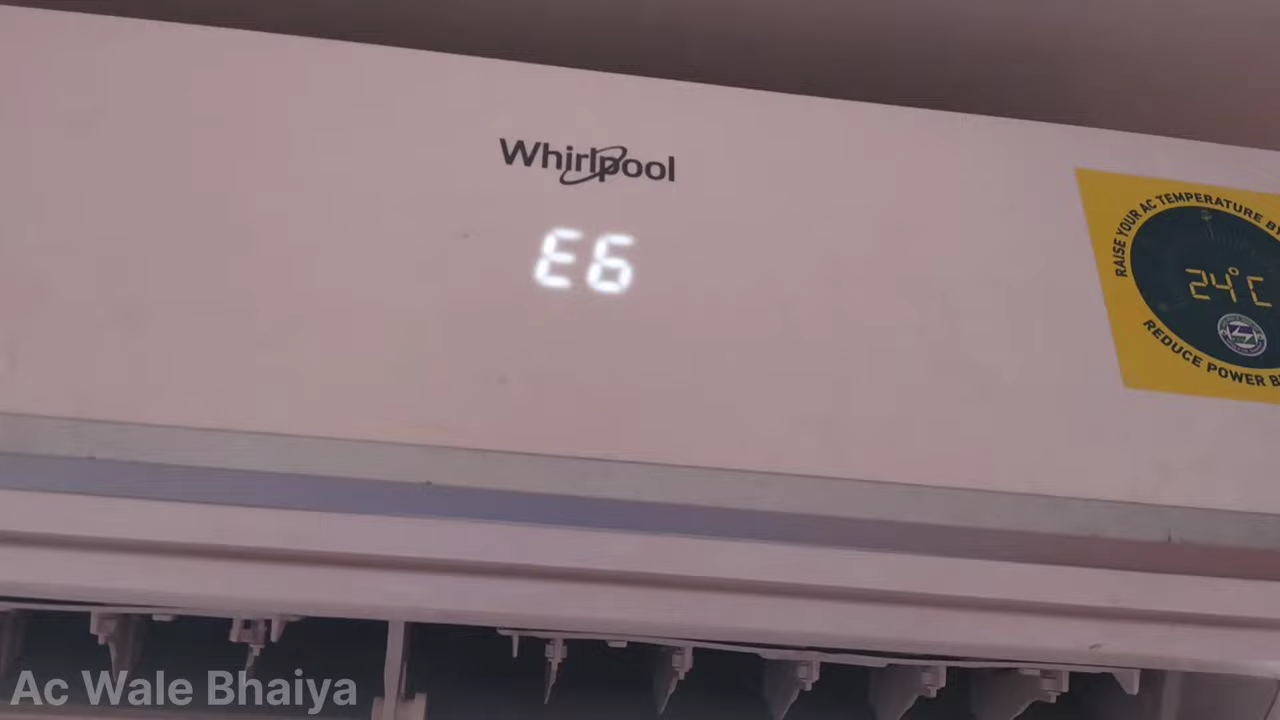 Whirlpool
E6
RAISE YOUR AC TEMPERATURE
24°C
REDUCE POWER
Ac Wale Bhaiya